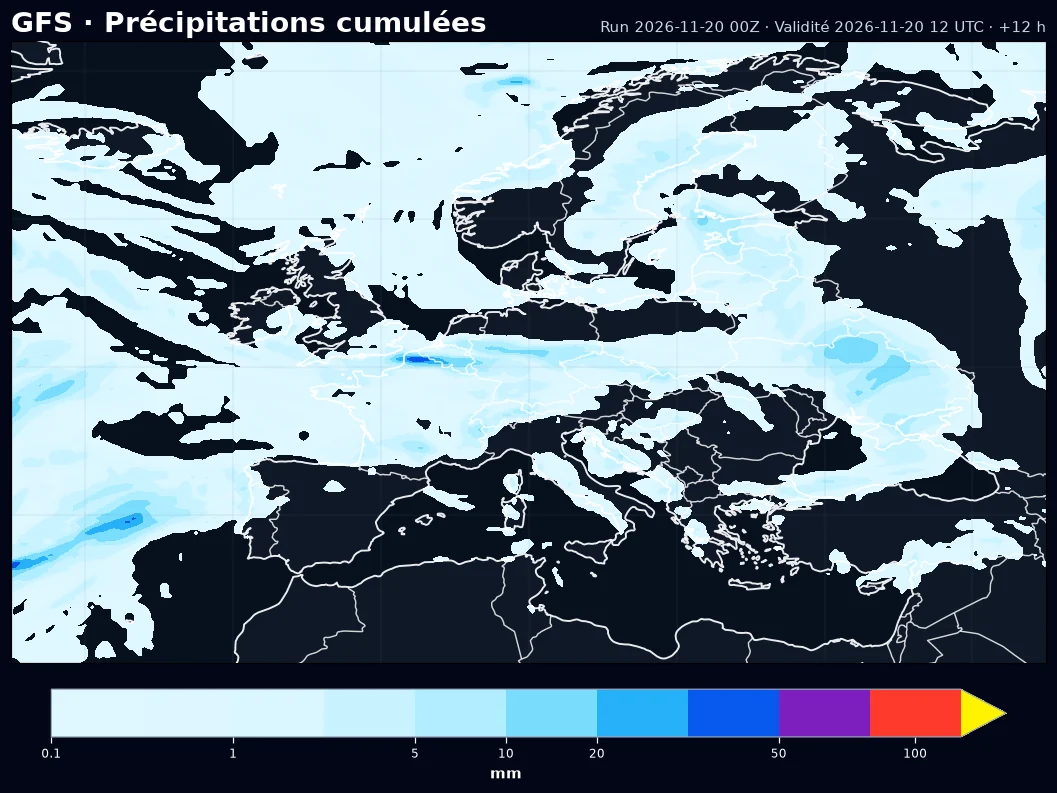 GFS · Précipitations cumulées
Run 2026-11-20 00Z · Validité 2026-11-20 12 UTC · +12 h
0.1 1 5 10 20 50 100
mm